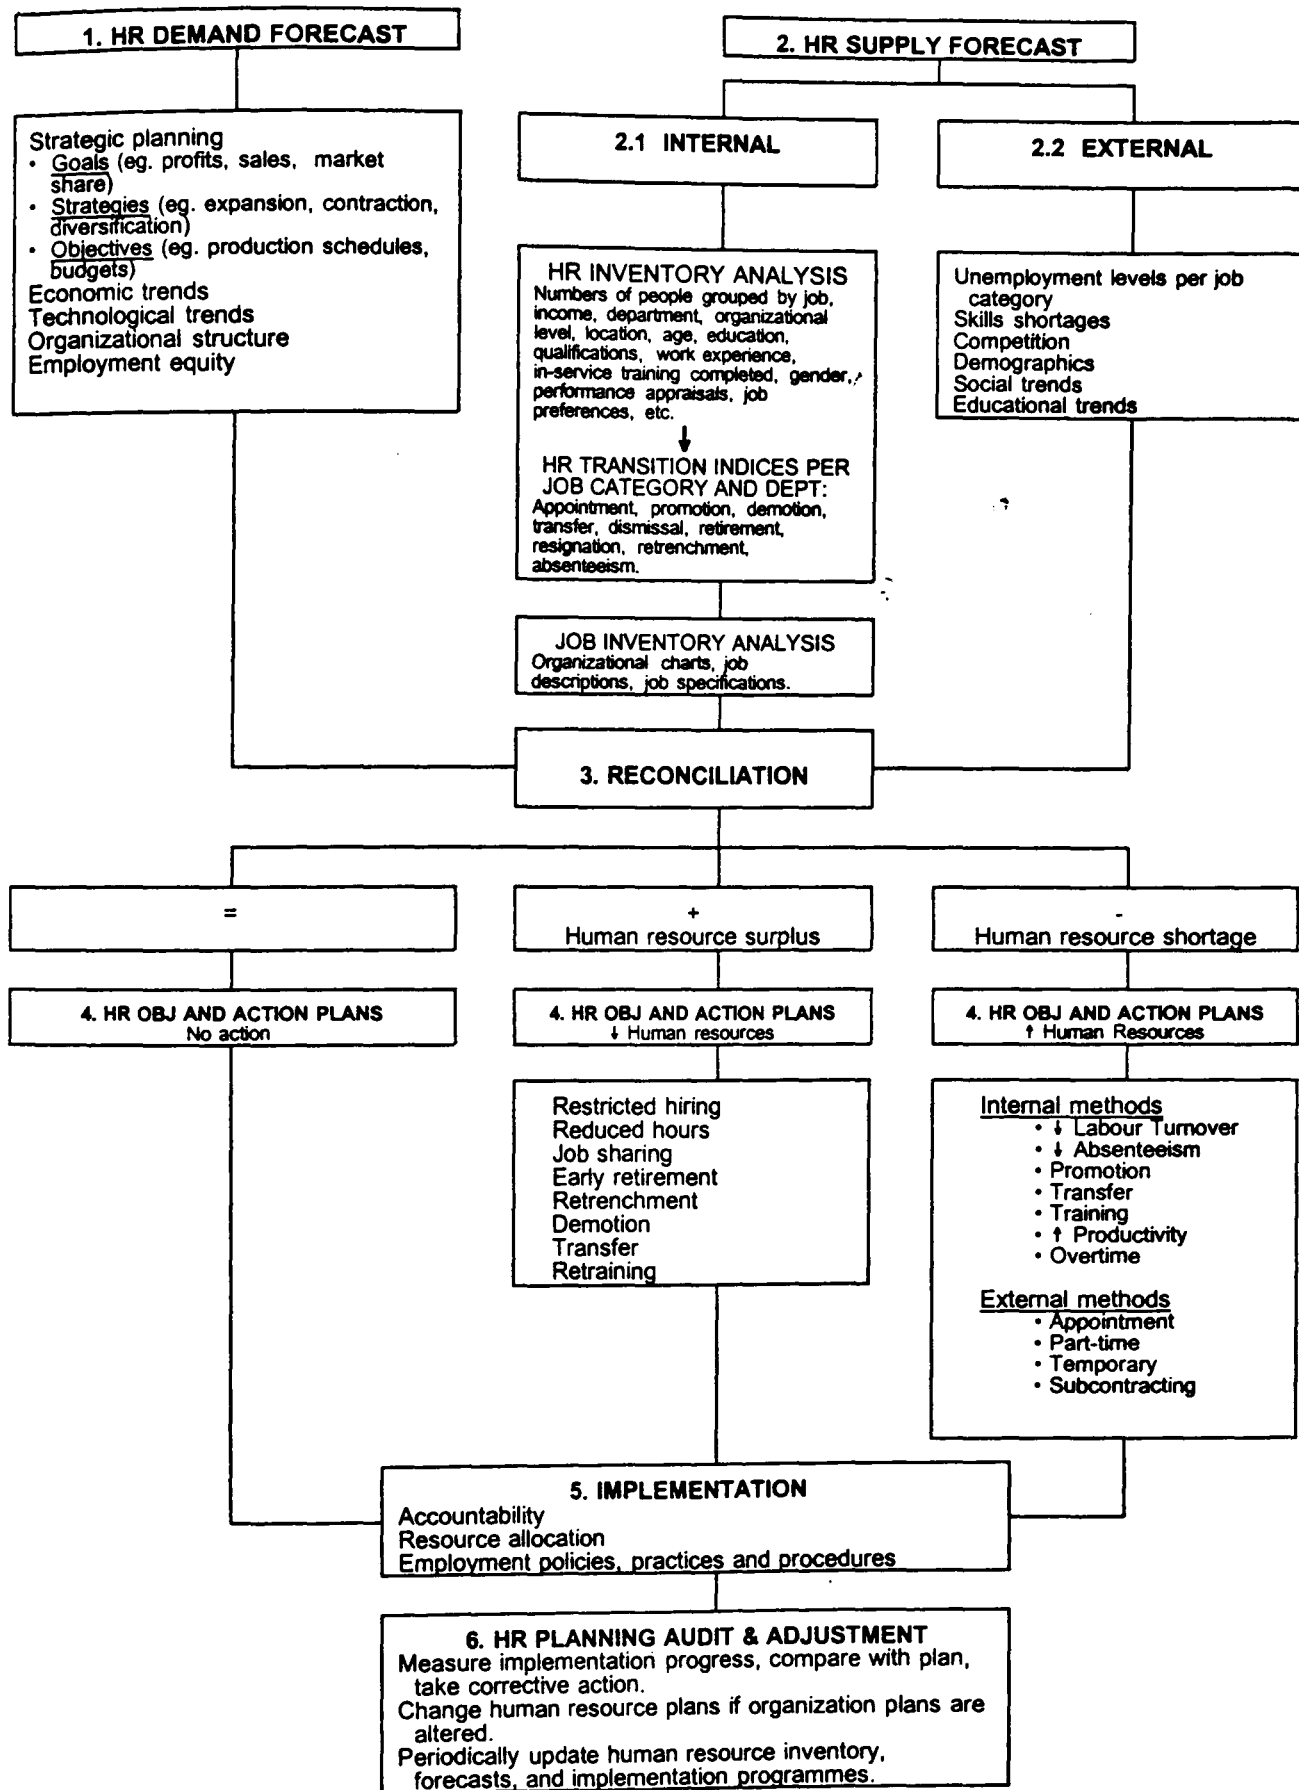 1. HR DEMAND FORECAST
Strategic planning
• Goals (eg. profits, sales, market
share)
• Strategies (eg. expansion, contraction,
diversification)
• Objectives (eg. production schedules,
budgets)
Economic trends
Technological trends
Organizational structure
Employment equity
2. HR SUPPLY FORECAST
2.1 INTERNAL
HR INVENTORY ANALYSIS
Numbers of people grouped by job,
income, department, organizational
level, location, age, education,
qualifications, work experience,
in-service training completed, gender,
performance appraisals, job
preferences, etc.
↓
HR TRANSITION INDICES PER
JOB CATEGORY AND DEPT:
Appointment, promotion, demotion,
transfer, dismissal, retirement,
resignation, retrenchment,
absenteeism.
JOB INVENTORY ANALYSIS
Organizational charts, job
descriptions, job specifications.
2.2 EXTERNAL
Unemployment levels per job
category
Skills shortages
Competition
Demographics
Social trends
Educational trends
3. RECONCILIATION
=
4. HR OBJ AND ACTION PLANS
No action
+
Human resource surplus
4. HR OBJ AND ACTION PLANS
↓ Human resources
Restricted hiring
Reduced hours
Job sharing
Early retirement
Retrenchment
Demotion
Transfer
Retraining
-
Human resource shortage
4. HR OBJ AND ACTION PLANS
↑ Human Resources
Internal methods
• ↓ Labour Turnover
• ↓ Absenteeism
• Promotion
• Transfer
• Training
• ↑ Productivity
• Overtime
External methods
• Appointment
• Part-time
• Temporary
• Subcontracting
5. IMPLEMENTATION
Accountability
Resource allocation
Employment policies, practices and procedures
6. HR PLANNING AUDIT & ADJUSTMENT
Measure implementation progress, compare with plan,
take corrective action.
Change human resource plans if organization plans are
altered.
Periodically update human resource inventory,
forecasts, and implementation programmes.